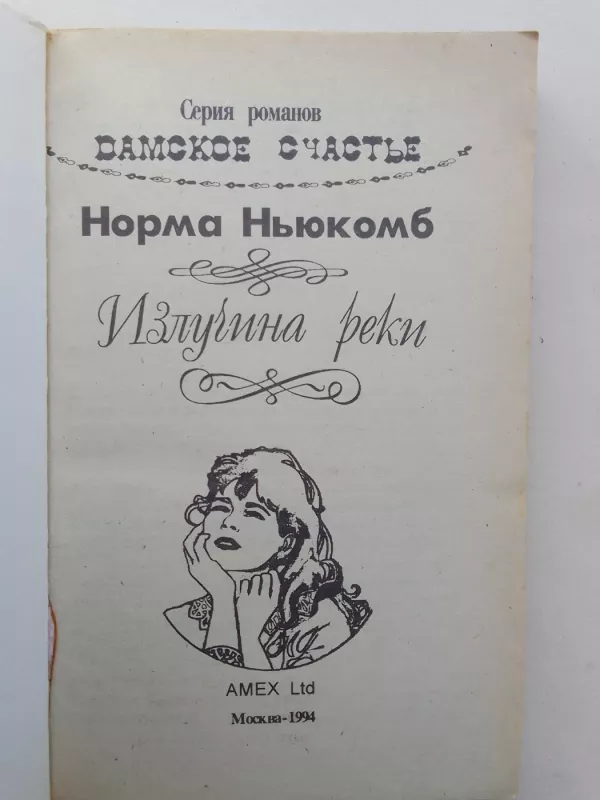 Серия романов
ДАМСКОЕ СЧАСТЬЕ
Норма Ньюкомб
Излучина реки
AMEX Ltd
Москва-1994